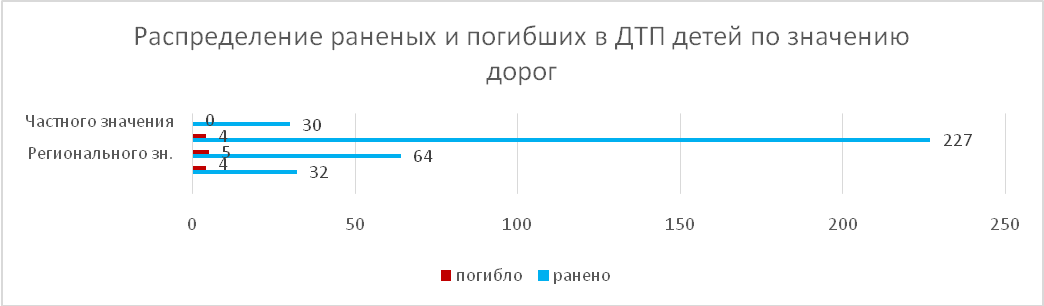 Распределение раненых и погибших в ДТП детей по значению
дорог
Частного значения
0
30
4
227
Регионального зн.
5
64
4
32
0 50 100 150 200 250
погибло ранено